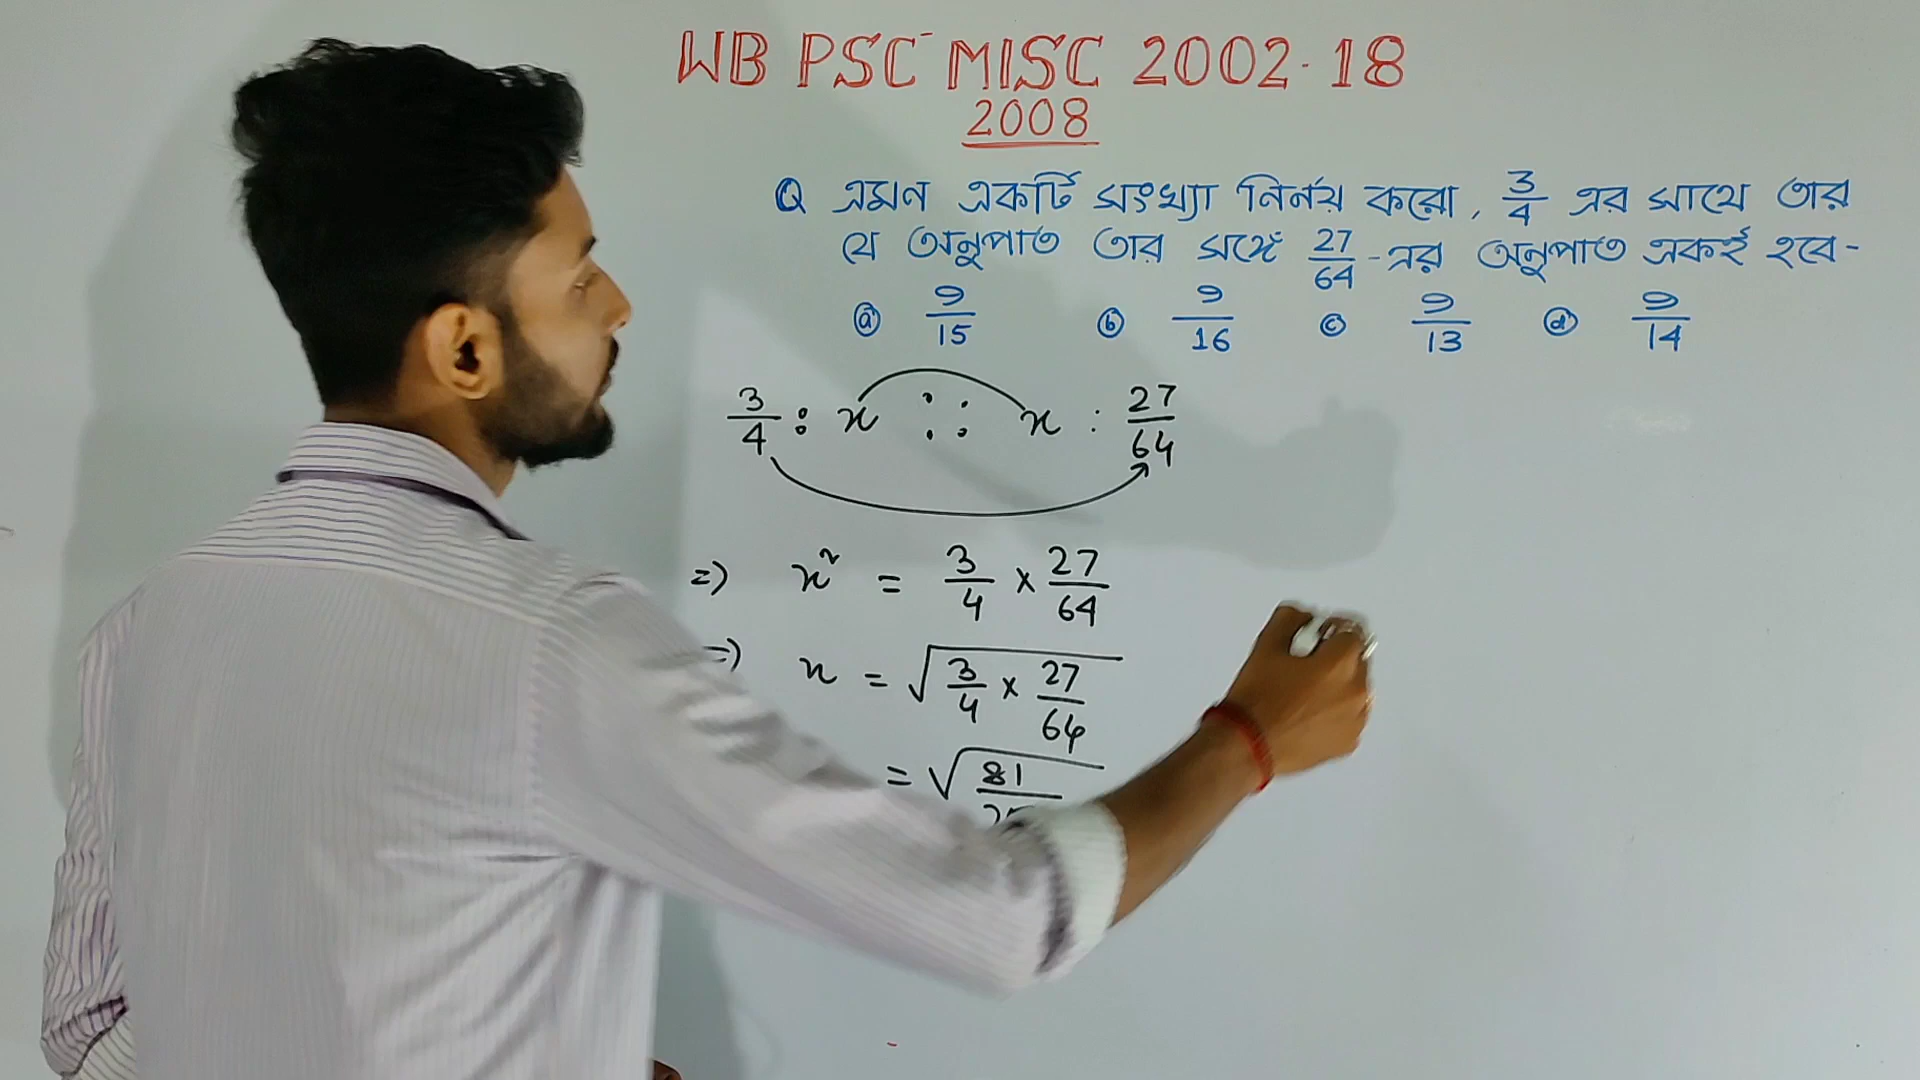 WB PSC MISC 2002-18
2008
Q এমন একটি সংখ্যা নির্নয় করো, 3/4 এর সাথে তার
যে অনুপাত তার সঙ্গে 27/64-এর অনুপাত একই হবে-
ⓐ 9/15 ⓑ 9/16 ⓒ 9/13 ⓓ 9/14
3/4 : x :: x : 27/64
=) x² = 3/4 × 27/64
=) x = √(3/4 × 27/64)
= √(81/